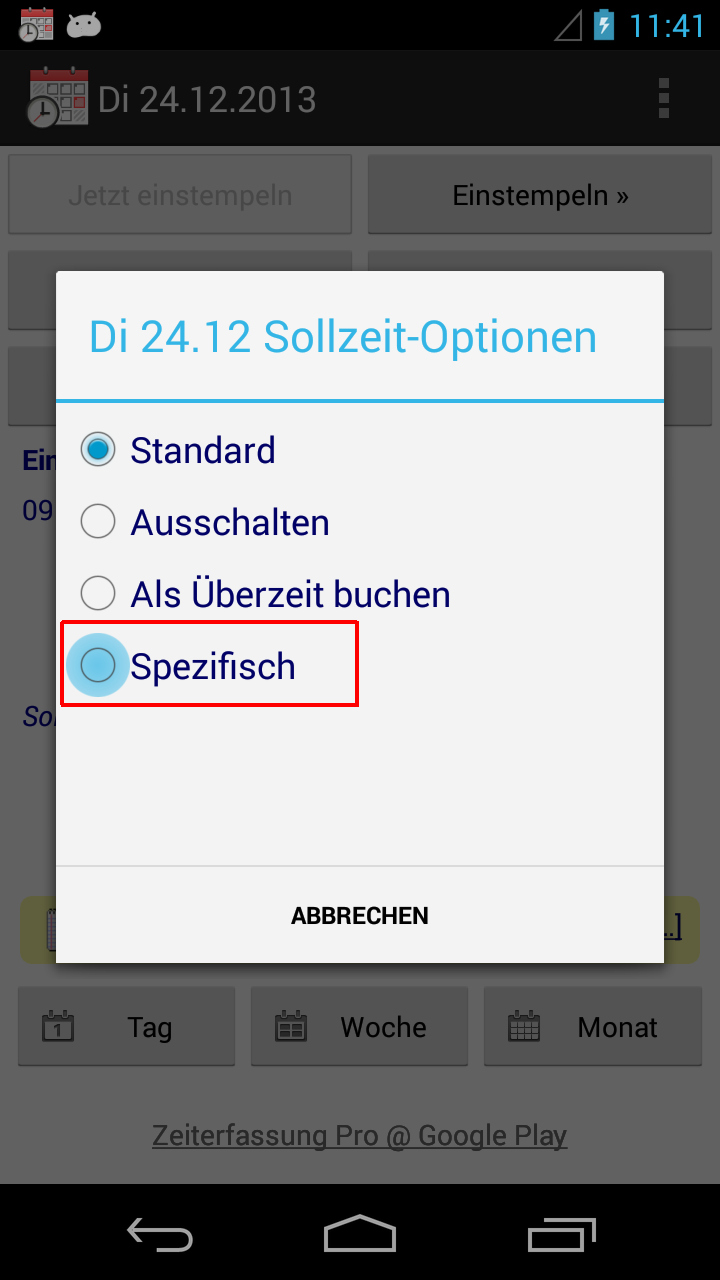 11:41
Di 24.12.2013
Jetzt einstempeln
Einstempeln »
Di 24.12 Sollzeit-Optionen
Ein
Standard
09
Ausschalten
Als Überzeit buchen
Spezifisch
ABBRECHEN
..]
1
Tag
Woche
Monat
Zeiterfassung Pro @ Google Play